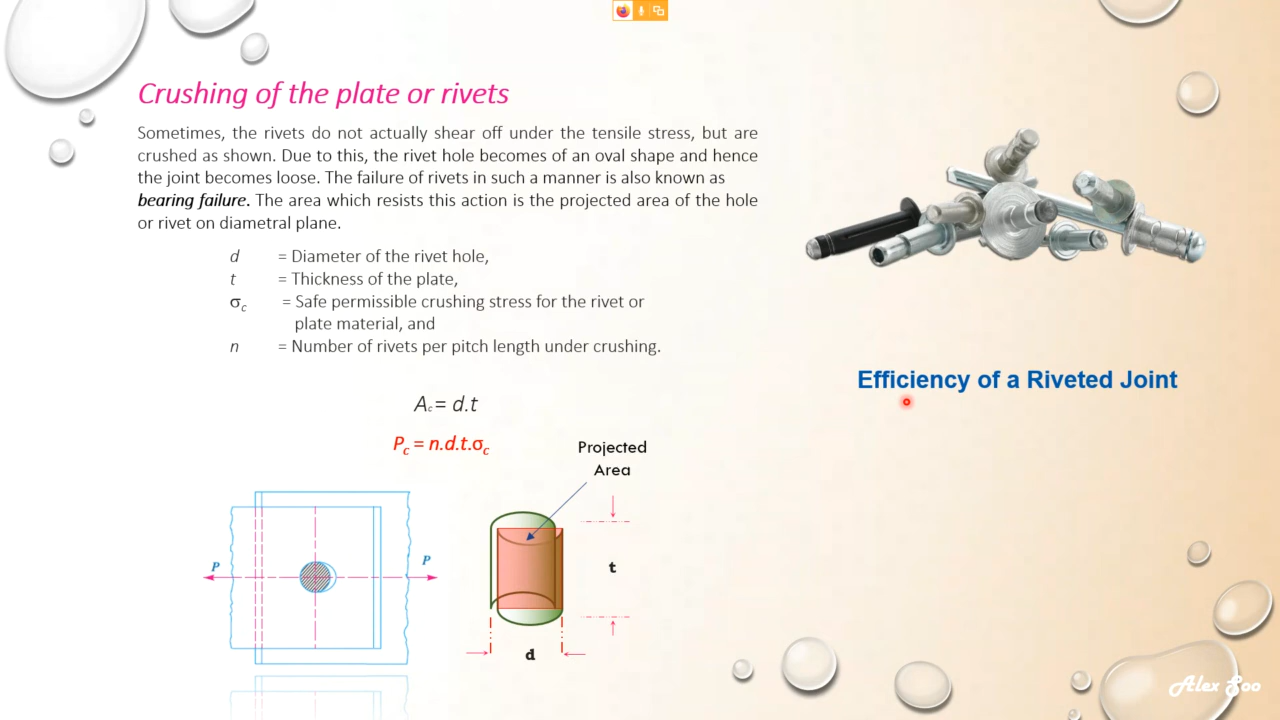 Crushing of the plate or rivets
Sometimes, the rivets do not actually shear off under the tensile stress, but are
crushed as shown. Due to this, the rivet hole becomes of an oval shape and hence
the joint becomes loose. The failure of rivets in such a manner is also known as
bearing failure. The area which resists this action is the projected area of the hole
or rivet on diametral plane.
d = Diameter of the rivet hole,
t = Thickness of the plate,
σc = Safe permissible crushing stress for the rivet or
plate material, and
n = Number of rivets per pitch length under crushing.
Ac = d.t
Pc = n.d.t.σc
Projected
Area
P
P
t
d
Efficiency of a Riveted Joint
Alex Soo